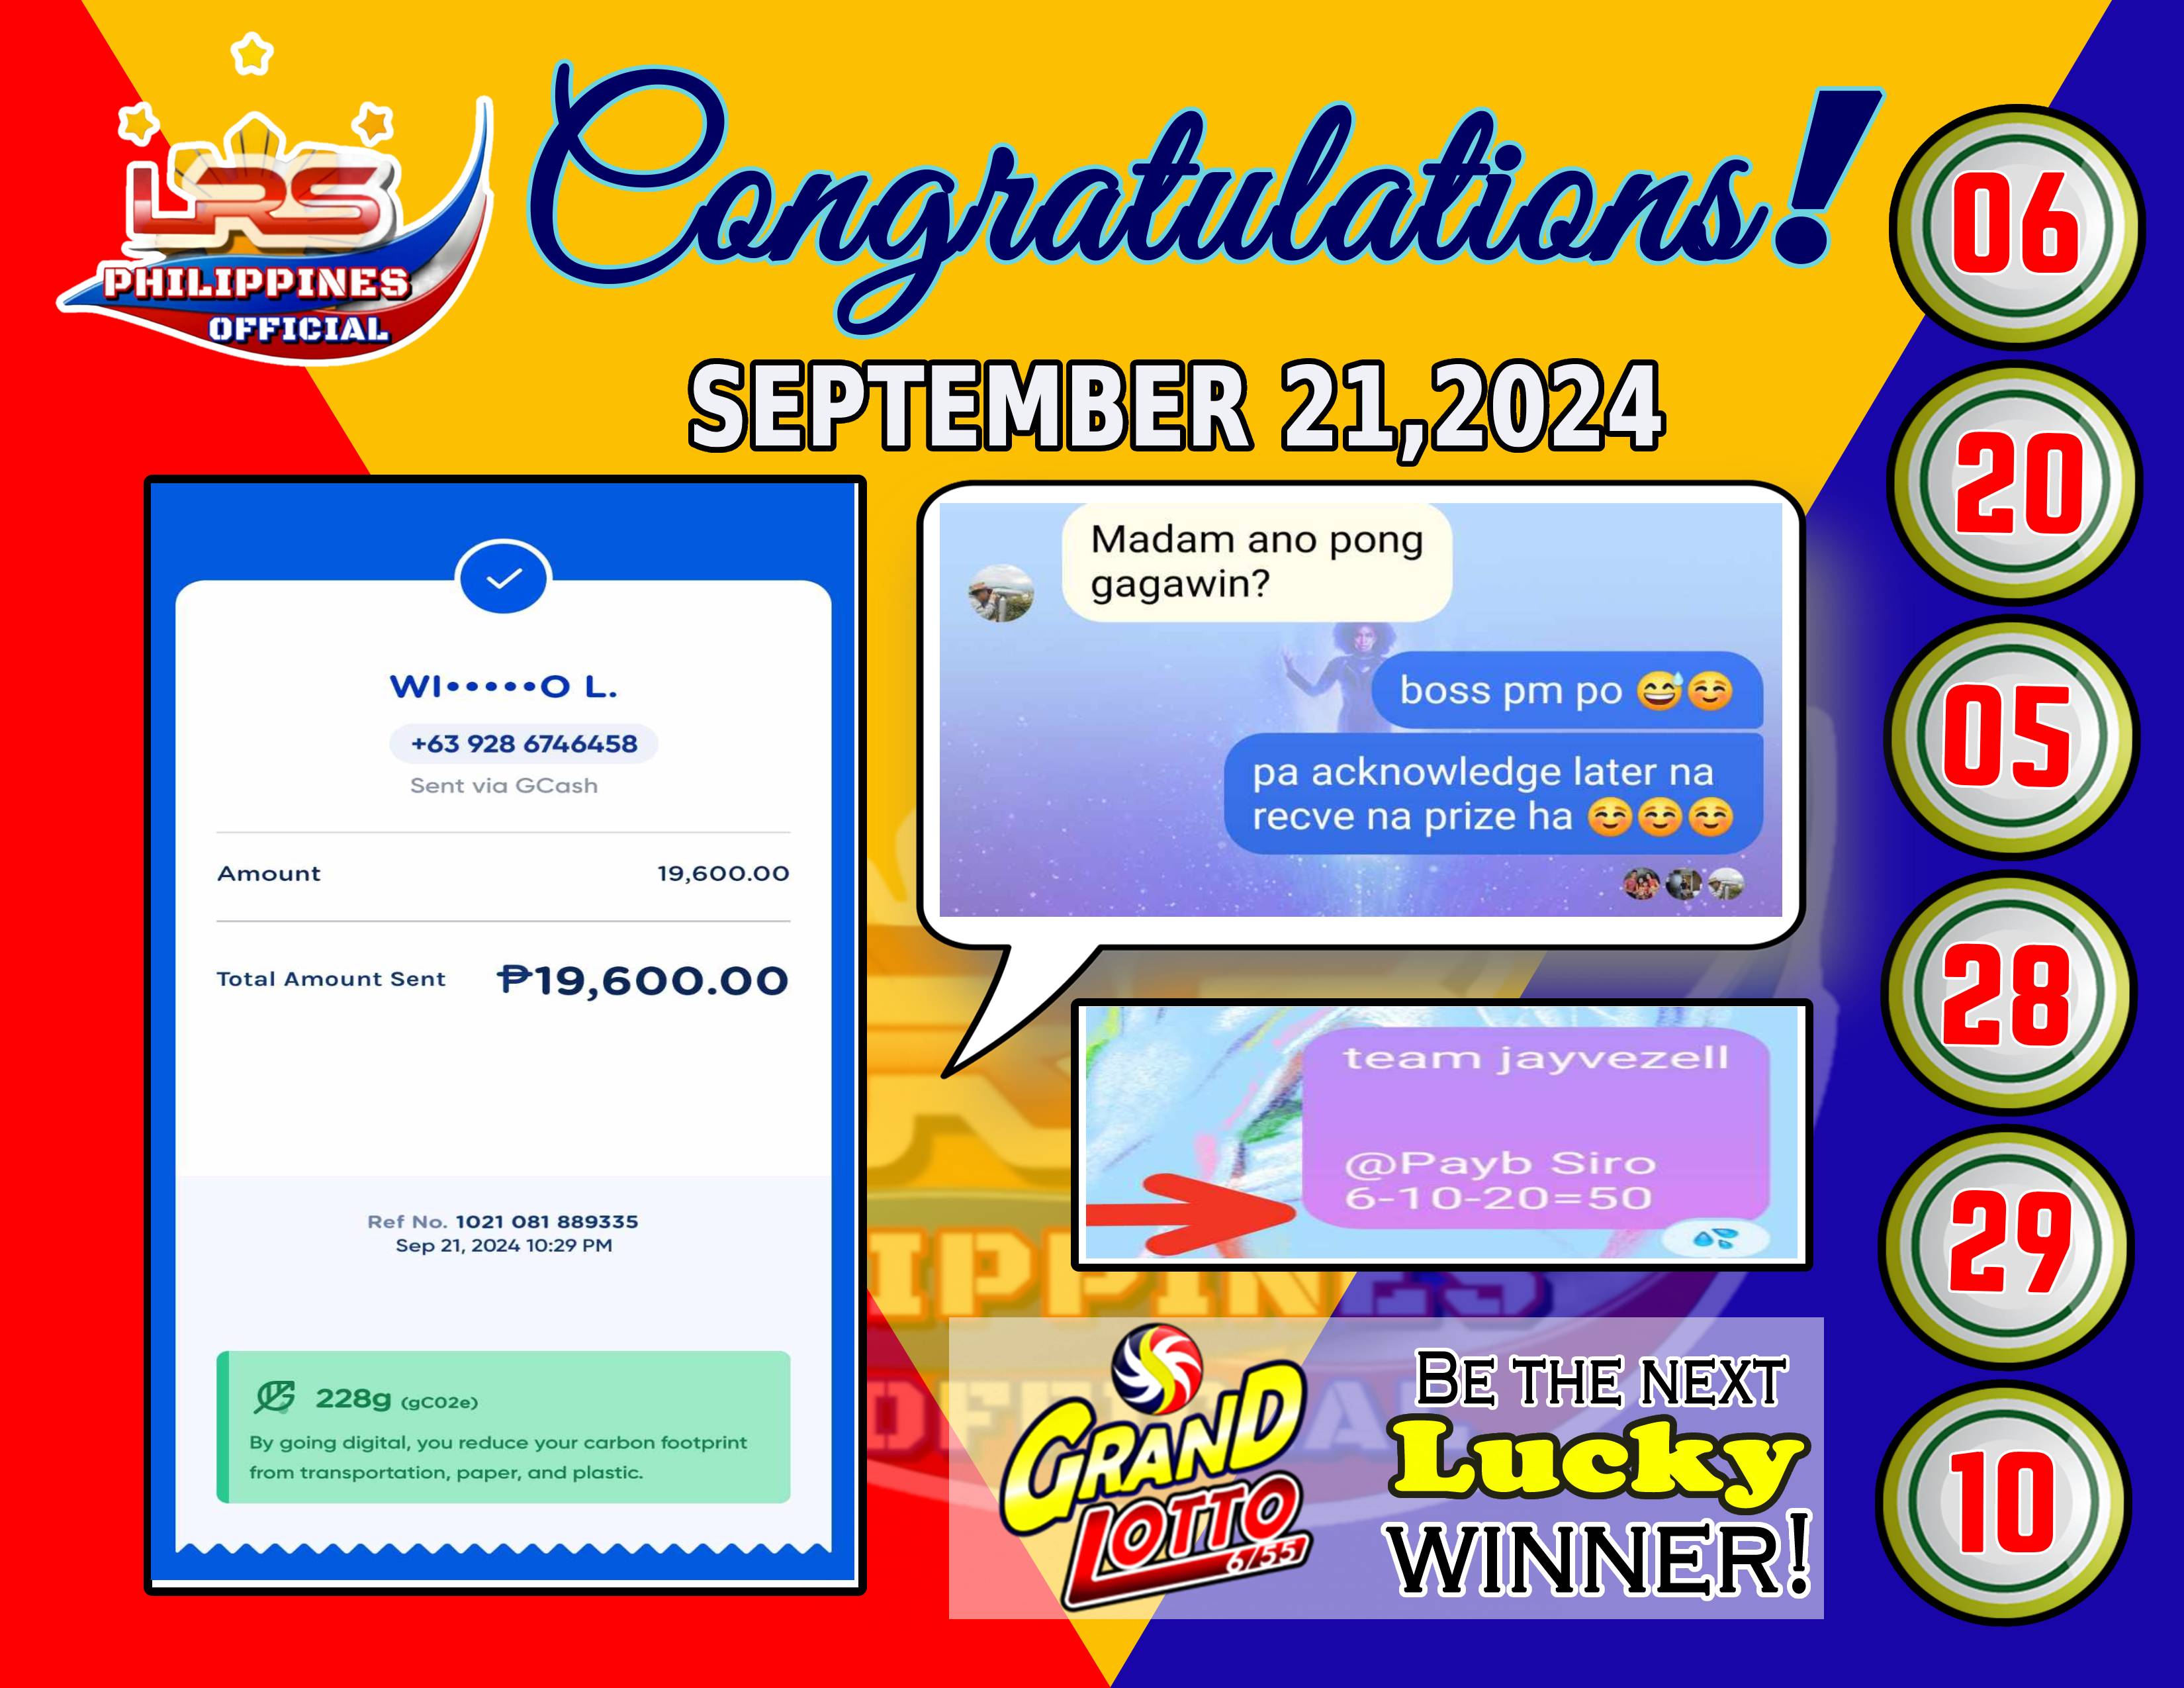 LRS
PHILIPPINES
OFFICIAL
Congratulations!
SEPTEMBER 21,2024
WI••••••O L.
+63 928 6746458
Sent via GCash
Amount 19,600.00
Total Amount Sent ₱19,600.00
Ref No. 1021 081 889335
Sep 21, 2024 10:29 PM
228g (gCO2e)
By going digital, you reduce your carbon footprint
from transportation, paper, and plastic.
Madam ano pong
gagawin?
boss pm po 😅☺️
pa acknowledge later na
recve na prize ha ☺️☺️☺️
team jayvezell
@Payb Siro
6-10-20=50
GRAND
LOTTO
6/55
BE THE NEXT
Lucky
WINNER!
06
20
05
28
29
10
IPPINES
OFFICIAL